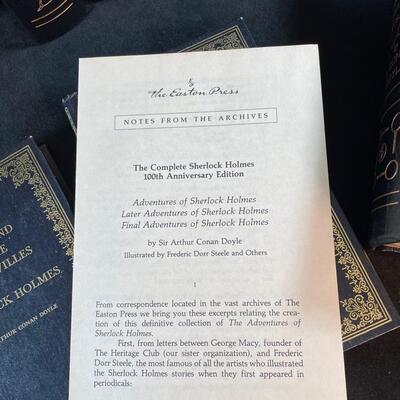 the Easton Press
NOTES FROM THE ARCHIVES
The Complete Sherlock Holmes
100th Anniversary Edition
Adventures of Sherlock Holmes
Later Adventures of Sherlock Holmes
Final Adventures of Sherlock Holmes
by Sir Arthur Conan Doyle
Illustrated by Frederic Dorr Steele and Others
1
From correspondence located in the vast archives of The
Easton Press we bring you these excerpts relating the crea-
tion of this definitive collection of The Adventures of
Sherlock Holmes.
First, from letters between George Macy, founder of
The Heritage Club (our sister organization), and Frederic
Dorr Steele, the most famous of all the artists who illustrated
the Sherlock Holmes stories when they first appeared in
periodicals:
VILLES
CK HOLMES
RTHUR CONAN DOYLE